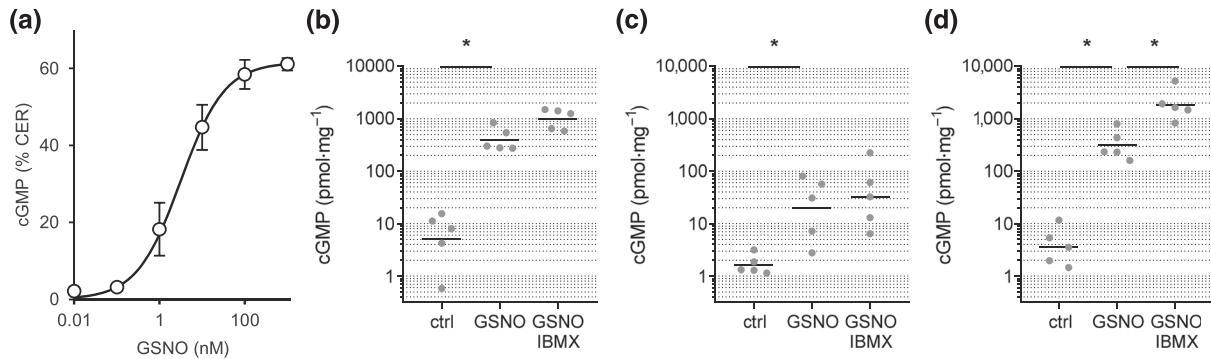 (a)
cGMP (% CER)
60
40
20
0
0.01
1
100
GSNO (nM)
(b)
*
cGMP (pmol·mg⁻¹)
10000
1000
100
10
1
ctrl
GSNO
GSNO
IBMX
(c)
*
cGMP (pmol·mg⁻¹)
10,000
1,000
100
10
1
ctrl
GSNO
GSNO
IBMX
(d)
*
*
cGMP (pmol·mg⁻¹)
10,000
1,000
100
10
1
ctrl
GSNO
GSNO
IBMX